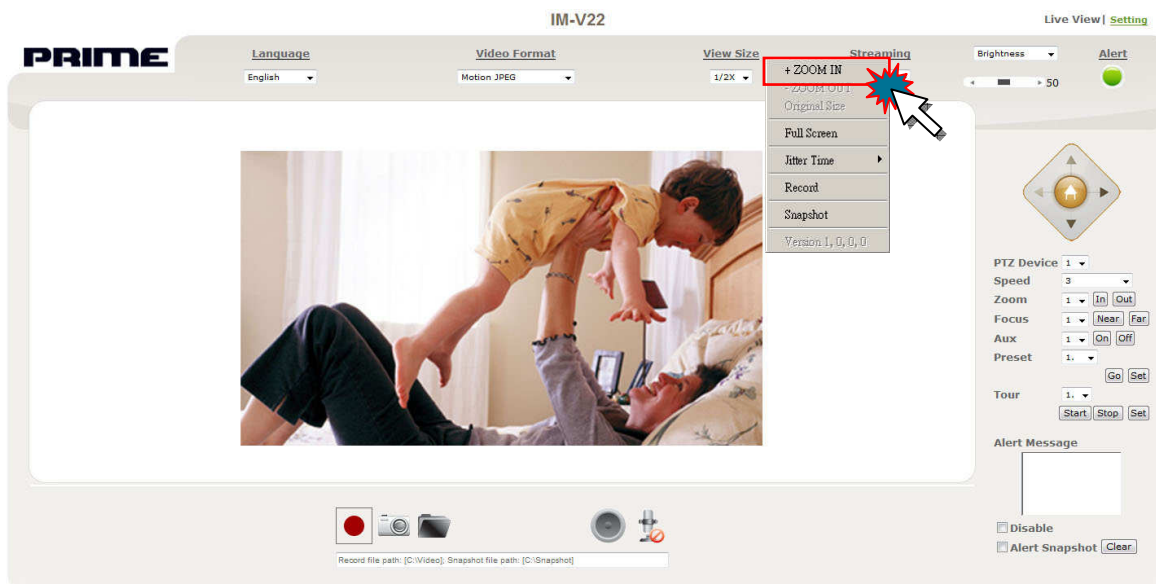 IM-V22
Live View| Setting
PRIME
Language
Video Format
View Size
Streaming
Brightness
Alert
English
Motion JPEG
1/2X
50
+ ZOOM IN
- ZOOM OUT
Original Size
Full Screen
Jitter Time
Record
Snapshot
Version 1, 0, 0, 0
PTZ Device 1
Speed 3
Zoom 1 In Out
Focus 1 Near Far
Aux 1 On Off
Preset 1.
Go Set
Tour 1.
Start Stop Set
Alert Message
Disable
Alert Snapshot Clear
Record file path: [C:\Video]; Snapshot file path: [C:\Snapshot]